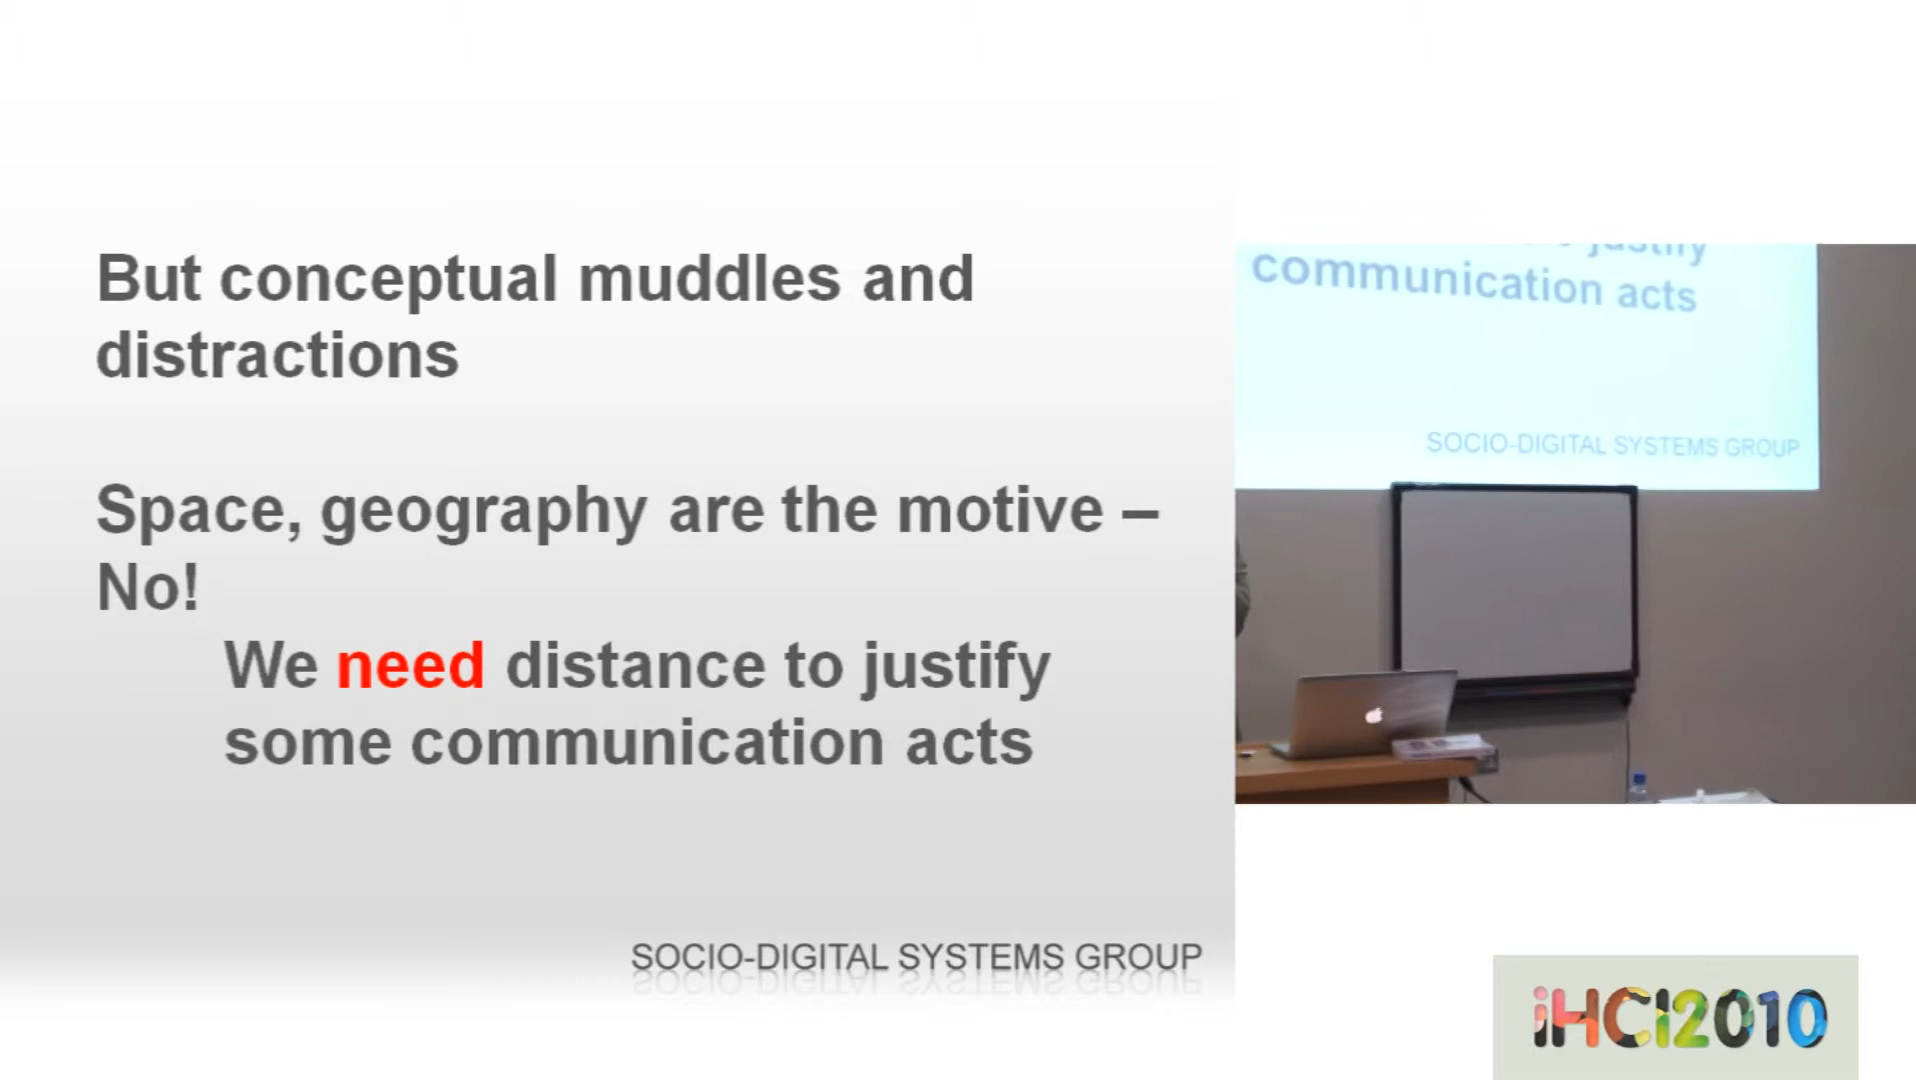 But conceptual muddles and
distractions
Space, geography are the motive –
No!
We need distance to justify
some communication acts
SOCIO-DIGITAL SYSTEMS GROUP
justify
communication acts
SOCIO-DIGITAL SYSTEMS GROUP
iHCI2010